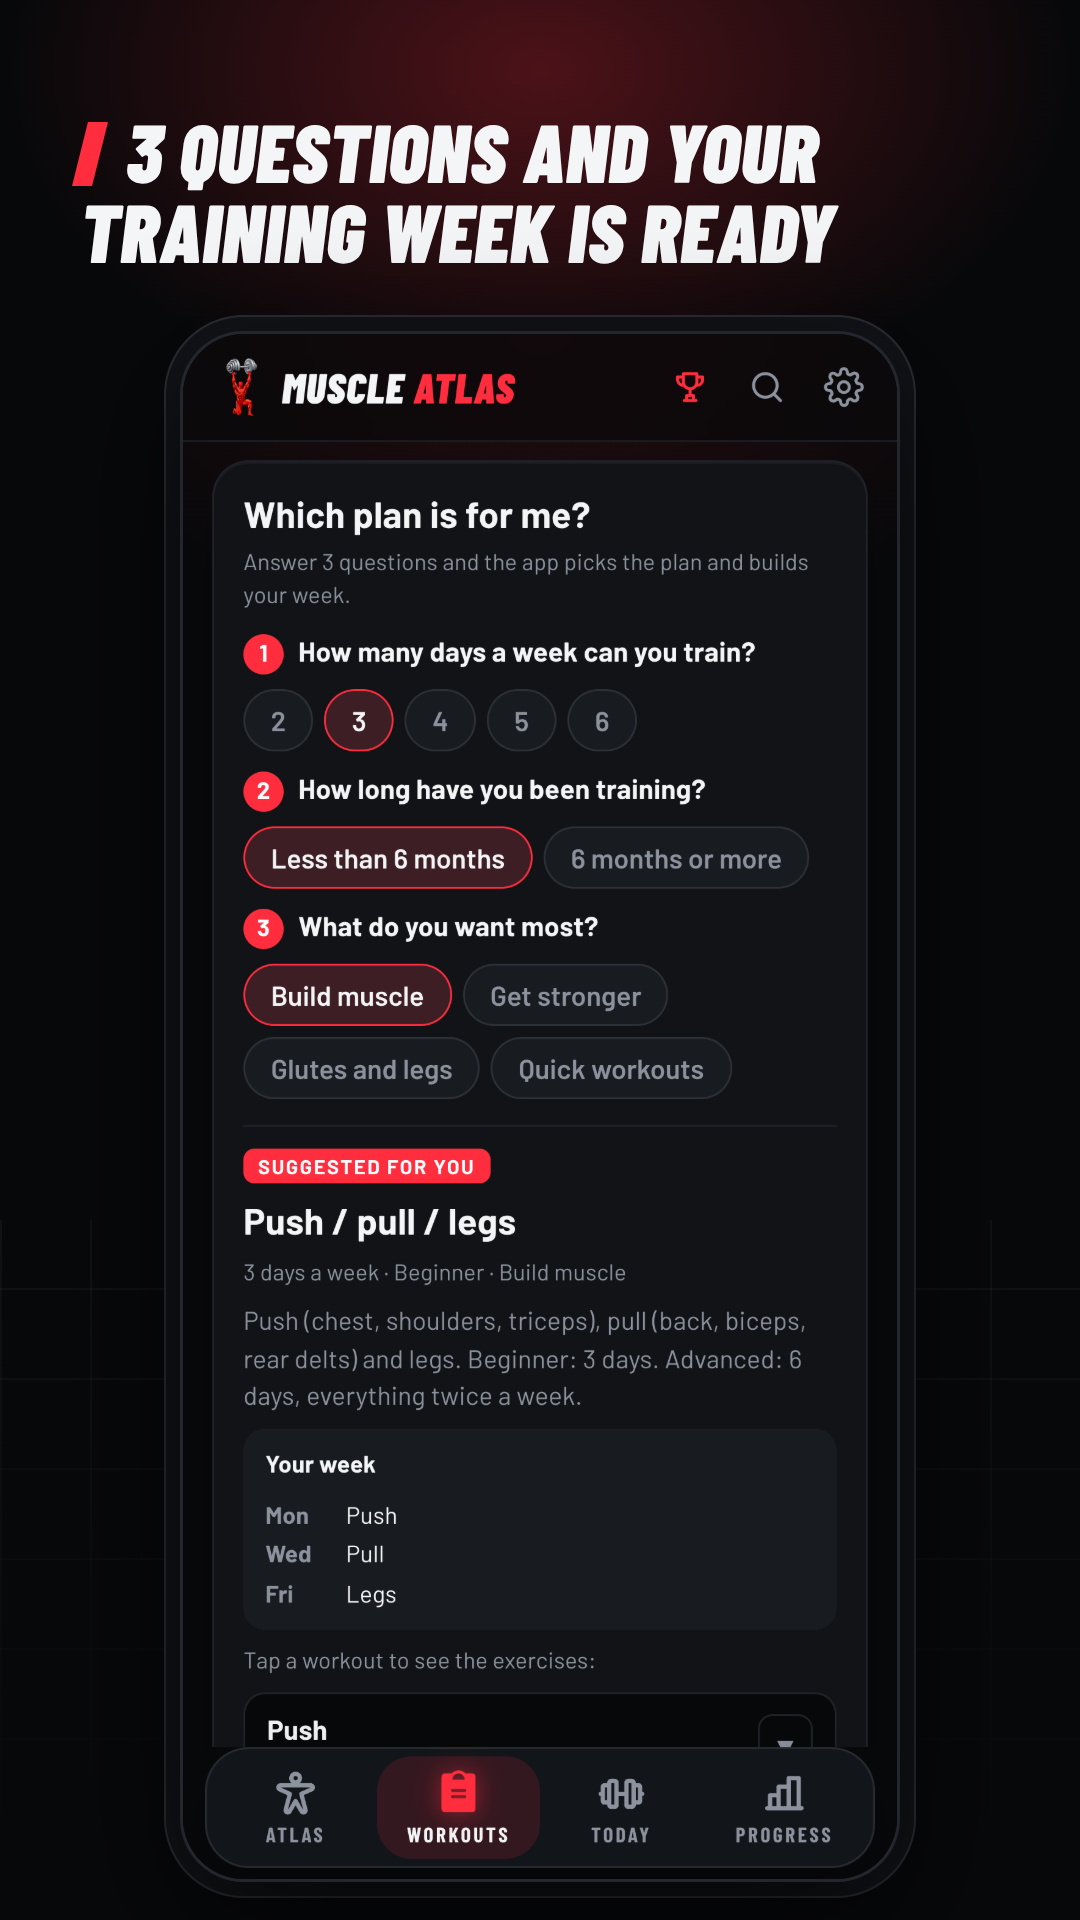 3 QUESTIONS AND YOUR
TRAINING WEEK IS READY
MUSCLE ATLAS
Which plan is for me?
Answer 3 questions and the app picks the plan and builds
your week.
1 How many days a week can you train?
2 3 4 5 6
2 How long have you been training?
Less than 6 months 6 months or more
3 What do you want most?
Build muscle Get stronger
Glutes and legs Quick workouts
SUGGESTED FOR YOU
Push / pull / legs
3 days a week · Beginner · Build muscle
Push (chest, shoulders, triceps), pull (back, biceps,
rear delts) and legs. Beginner: 3 days. Advanced: 6
days, everything twice a week.
Your week
Mon Push
Wed Pull
Fri Legs
Tap a workout to see the exercises:
Push
ATLAS WORKOUTS TODAY PROGRESS